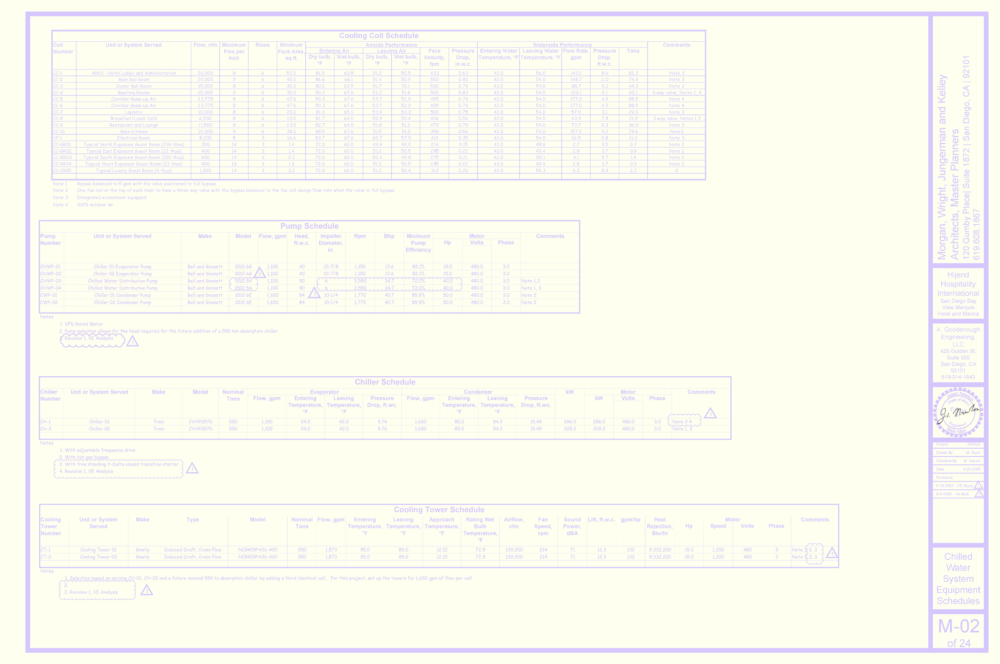 Cooling Coil Schedule
Coil Number Unit or System Served Flow, cfm Maximum Fins per Inch Rows Minimum Face Area, sq.ft. Airside Performance Waterside Performance Comments
Entering Air Leaving Air Face Velocity, fpm Pressure Drop, in.w.c. Entering Water Temperature, °F Leaving Water Temperature, °F Flow Rate, gpm Pressure Drop, ft.w.c. Tons
Dry bulb, °F Wet bulb, °F Dry bulb, °F Wet bulb, °F
CC-1 AHU1 - Hotel Lobby and Administration 26,000 8 6 52.0 81.0 63.8 51.0 50.5 433 0.63 42.0 56.0 141.0 8.6 82.2 Note 3
CC-2 Main Ball Room 20,000 9 6 40.0 86.6 66.1 51.4 50.9 500 0.82 42.0 54.0 148.7 11.0 74.4 Note 3
CC-3 Junior Ball Room 15,000 8 6 30.0 80.2 63.5 51.7 51.1 500 0.74 42.0 54.0 88.7 9.2 44.3 Note 3
CC-4 Meeting Rooms 15,000 9 6 30.0 90.3 67.6 52.2 51.6 500 0.83 42.0 54.0 120.1 9.1 60.1 3-way valve, Notes 1, 4
CC-5 Corridor Make-up Air 23,775 8 6 47.6 90.3 67.6 53.7 52.9 495 0.74 42.0 54.0 177.0 4.9 88.5 Note 4
CC-6 Corridor Make-up Air 23,775 8 6 47.6 90.3 67.6 53.7 52.9 495 0.74 42.0 54.0 177.0 4.9 88.5 Note 4
CC-7 Laundry 10,000 8 6 20.0 81.3 65.0 53.9 53.3 500 0.75 42.0 54.0 57.9 3.1 29.0 Note 3
CC-8 Breakfast/Lunch Café 6,500 8 6 13.0 82.7 64.5 50.9 50.4 406 0.56 42.0 54.0 43.9 7.8 21.9 3-way valve, Notes 1,3
CC-9 Restaurant and Lounge 11,500 8 6 23.0 82.7 64.5 51.8 51.2 479 0.70 42.0 54.0 73.7 9.3 36.9 Note 3
CC-10 Main Kitchen 19,000 8 6 38.0 88.5 67.6 51.5 51.0 396 0.56 42.0 54.0 157.2 9.2 78.6 Note3
VF-1 Electrical Room 8,200 8 3 16.4 83.7 67.6 60.7 57.9 410 0.35 42.0 54.0 42.5 9.8 21.2 Note 3
CC-GR01 Typcial North Exposure Guest Room (294 thus) 300 14 3 1.4 72.0 60.0 49.4 49.0 214 0.15 42.0 48.6 2.7 3.5 0.7 Note 2
CC-GR02 Typcial East Exposure Guest Room (22 thus) 400 14 3 1.4 72.0 60.0 51.2 50.5 285 0.22 42.0 49.4 2.8 3.7 0.9 Note 2
CC-GR03 Typcial South Exposure Guest Room (292 thus) 600 14 3 2.2 72.0 60.0 50.4 49.8 275 0.21 42.0 50.1 4.1 9.7 1.4 Note 2
CC-GR04 Typcial West Exposure Guest Room (22 thus) 400 14 3 1.4 72.0 60.0 51.2 50.5 285 0.22 42.0 49.4 2.8 3.7 0.9 Note 2
CC-CR05 Typcial Luxury Guest Room (4 thus) 1,000 14 3 3.2 72.0 60.0 51.2 50.4 313 0.26 42.0 50.3 6.3 8.9 2.2 0
Note 1 Bypass balanced to 5 gpm with the valve positioned to full bypass
Note 2 One fan coil at the top of each riser to have a three way valve with the bypass balanced to the fan coil design flow rate when the valve in full bypass
Note 3 Integrated economizer equipped
Note 4 100% outdoor air
Pump Schedule
Pump Number Unit or System Served Make Model Flow, gpm Head, ft.w.c. Impeller Diameter, in. Rpm Bhp Minimum Pump Efficiency Motor Comments
Hp Volts Phase
CHWP-01 Chiller 01 Evaporator Pump Bell and Gossett 1510 6G 1,100 40 10-7/8 1,150 13.6 82.1% 15.0 480.0 3.0
CHWP-02 Chiller 02 Evaporator Pump Bell and Gossett 1510 6G 1 1,100 40 10-7/8 1,150 13.6 82.1% 15.0 480.0 3.0
CHWP-03 Chilled Water Distribution Pump Bell and Gossett 1510 5A 1,100 90 6 3,550 34.7 72.0% 40.0 480.0 3.0 Note 1,3
CHWP-04 Chilled Water Distribution Pump Bell and Gossett 1510 5A 1,100 90 6 3,550 34.7 72.0% 40.0 480.0 3.0 Note 1, 3
CWP-01 Chiller 01 Condenser Pump Bell and Gossett 1510 6E 1,650 84 1 10-1/4 1,770 40.7 85.9% 50.0 480.0 3.0 Note 2
CWP-02 Chiller 02 Condenser Pump Bell and Gossett 1510 6E 1,650 84 10-1/4 1,770 40.7 85.9% 50.0 480.0 3.0 Note 2
Notes
1. VFD Rated Motor
2. Pump selection allows for the head required for the future addition of a 550 ton absorptoin chiller
3. Revision 1, VE Analysis 1
Chiller Schedule
Chiller Number Unit or System Served Make Model Nominal Tons Evaporator Condenser kW Motor Comments
Flow, gpm Entering Temperature, °F Leaving Temperature, °F Pressure Drop, ft.wc. Flow, gpm Entering Temperature, °F Leaving Temperature, °F Pressure Drop, ft.wc. kW Volts Phase
1
CH-1 Chiller 01 Train CVHF0570 550 1,100 54.0 42.0 9.76 1,650 85.0 94.3 15.45 286.0 286.0 480.0 3.0 Note 3 4
CH-2 Chiller 02 Train CVHF0570 550 1,100 54.0 42.0 9.76 1,650 85.0 94.3 15.45 309.2 309.2 480.0 3.0 Note 1, 2
Notes
1. With adjustable frequence drive
2. With hot gas bypass
3. With free standing Y-Delta closed transition starter
4. Revision 1, VE Analysis
1
Cooling Tower Schedule
Cooling Tower Number Unit or System Served Make Type Model Nominal Tons Flow, gpm Entering Temperature, °F Leaving Temperature, °F Approach Temperature, °F Rating Wet Bulb Temperature, °F Airflow, cfm Fan Speed, rpm Sound Power, dBA Lift, ft.w.c. gpm/hp Heat Rejection, Btu/hr Motor Comments
Hp Speed Volts Phase
CT-1 Cooling Tower 01 Gnarly Induced Draft, Cross Flow NC8409PAS1-420 550 1,873 95.0 85.0 12.10 72.9 139,200 214 71 12.3 132 9,332,200 15.0 1,200 480 3 Note 1, 2, 3
CT-2 Cooling Tower 02 Gnarly Induced Draft, Cross Flow NC8409PAS1-420 550 1,873 95.0 85.0 12.10 72.9 139,200 214 71 12.3 132 9,332,200 15.0 1,200 480 3 Note 1, 2, 3
1
Notes
1. Selection based on serving CH-01, CH-02 and a future nominal 550 to absorptoin chiller by adding a third identical cell. For this project, set up the towers for 1,650 gpm of flow per cell
2.
3. Revision 1, VE Analysis
1
Morgan, Wright, Jungerman and Kelley
Architects, Master Planners
120 Gumby Place| Suite 1872 | San Diego, CA | 92101
619.608.1867
Hijend
Hospitality
International
San Diego Bay
View Marquis
Hotel and Marina
A. Goodenough
Engineering,
LLC
425 Golden St.
Suite 500
San Diego, CA
92101
619-014-1643
Isaac Newton
Is. Newton
Registered
Main Man
Project 050420
Drawn By M. Nyun
Checked By M. Nature
Date 4-20-2005
Revisions
5-19-2004 - VE Study 1
8-9-2006 – As Built 2
Chilled
Water
System
Equipment
Schedules
M-02
of 24